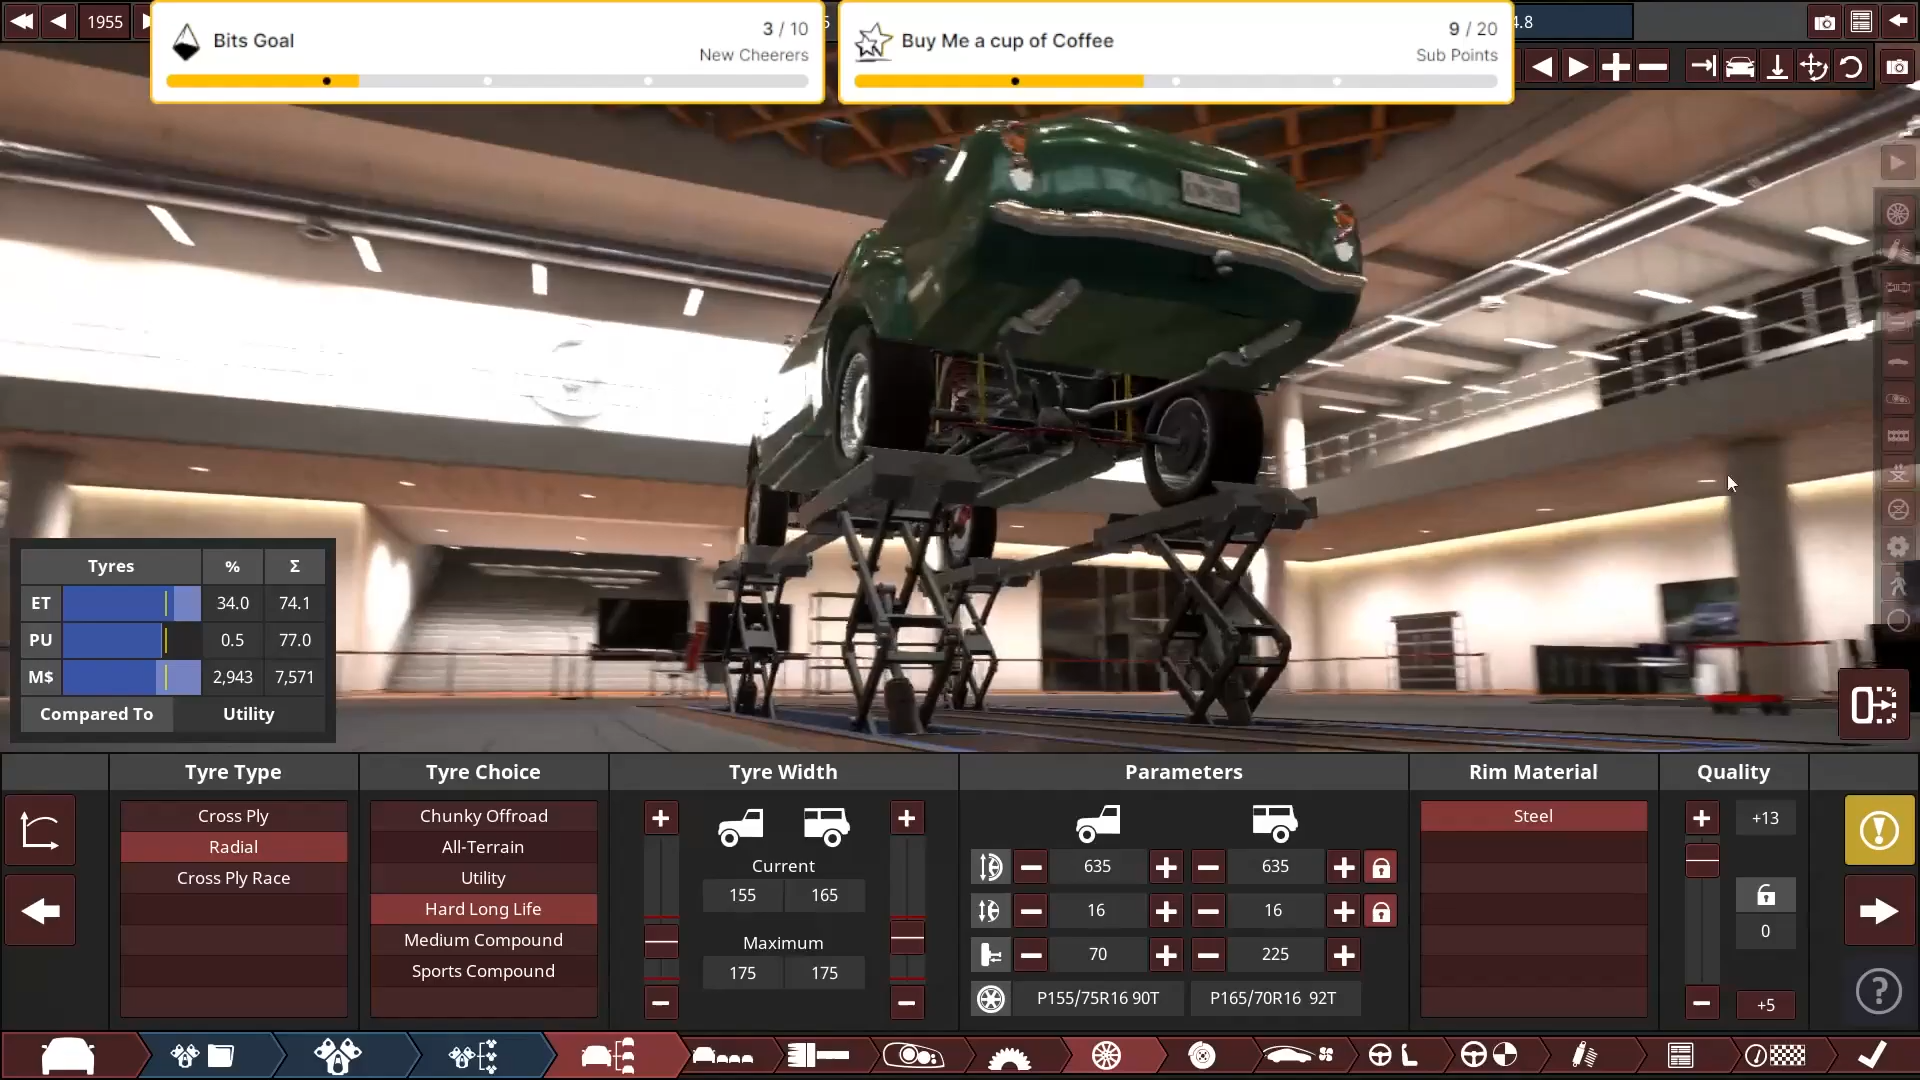 1955
5
4.8
Bits Goal
3 / 10
New Cheerers
Buy Me a cup of Coffee
9 / 20
Sub Points
Tyres % Σ
ET 34.0 74.1
PU 0.5 77.0
M$ 2,943 7,571
Compared To Utility
Tyre Type
Cross Ply
Radial
Cross Ply Race
Tyre Choice
Chunky Offroad
All-Terrain
Utility
Hard Long Life
Medium Compound
Sports Compound
Tyre Width
Current
155 165
Maximum
175 175
Parameters
635 635
16 16
70 225
P155/75R16 90T P165/70R16 92T
Rim Material
Steel
Quality
+13
0
+5